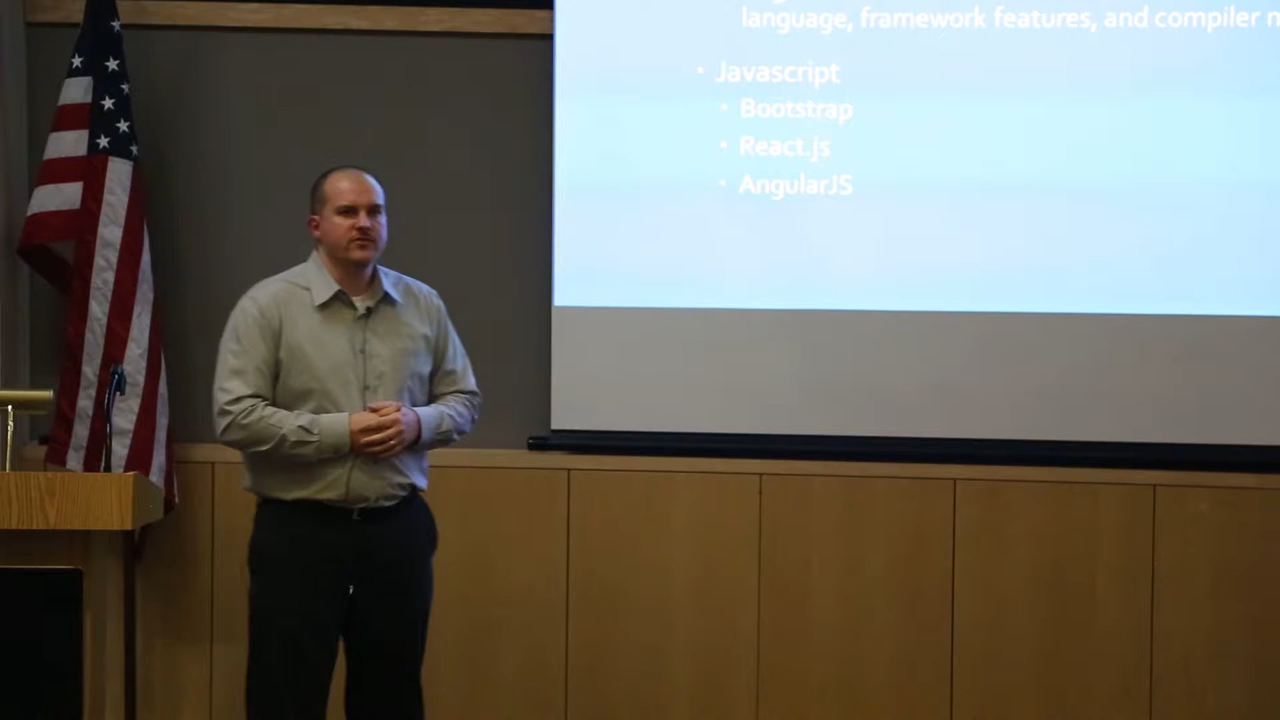 language, framework features, and compiler
• Javascript
• Bootstrap
• React.js
• AngularJS